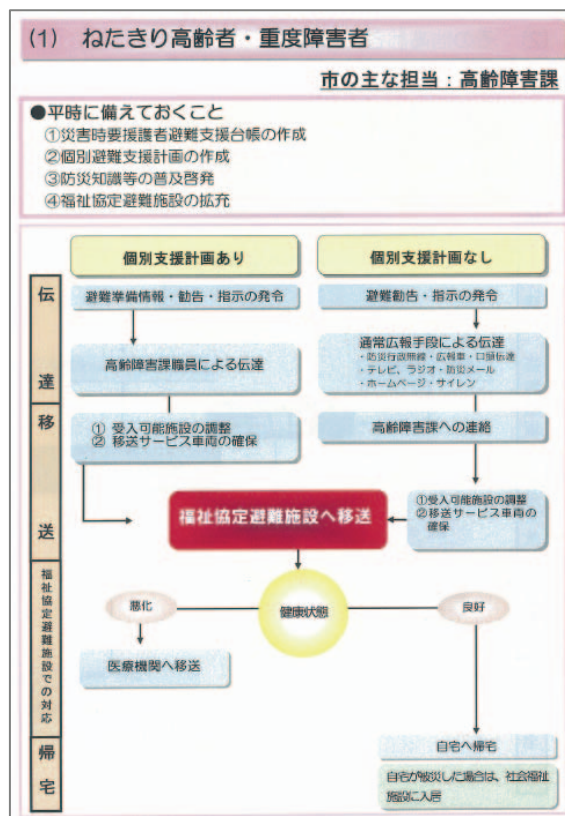 (1) ねたきり高齢者・重度障害者
市の主な担当：高齢障害課
●平時に備えておくこと
①災害時要援護者避難支援台帳の作成
②個別避難支援計画の作成
③防災知識等の普及啓発
④福祉協定避難施設の拡充
個別支援計画あり
個別支援計画なし
伝達
避難準備情報・勧告・指示の発令
避難勧告・指示の発令
高齢障害課職員による伝達
通常広報手段による伝達
・防災行政無線・広報車・口頭伝達
・テレビ、ラジオ・防災メール
・ホームページ・サイレン
移送
① 受入可能施設の調整
② 移送サービス車両の確保
高齢障害課への連絡
福祉協定避難施設へ移送
①受入可能施設の調整
②移送サービス車両の
確保
福祉協定避難施設での対応
悪化
健康状態
良好
医療機関へ移送
帰宅
自宅へ帰宅
自宅が被災した場合は、社会福祉
施設に入居